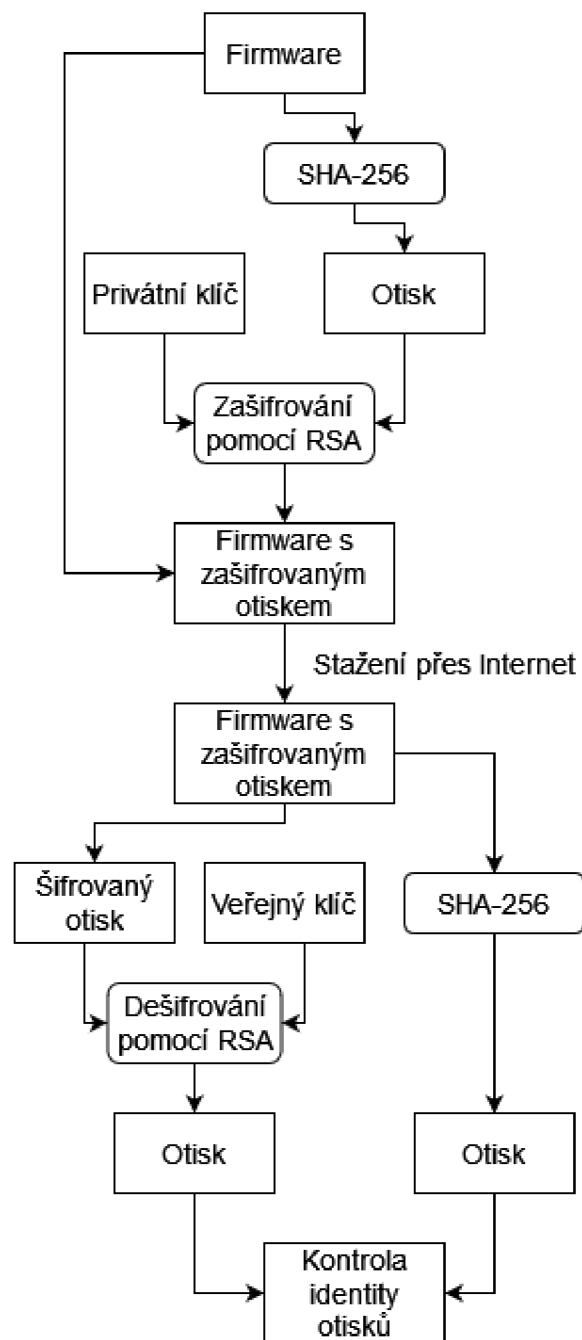 Firmware
SHA-256
Privátní klíč
Otisk
Zašifrování
pomocí RSA
Firmware s
zašifrovaným
otiskem
Stažení přes Internet
Firmware s
zašifrovaným
otiskem
Šifrovaný
otisk
Veřejný klíč
SHA-256
Dešifrování
pomocí RSA
Otisk
Otisk
Kontrola
identity
otisků